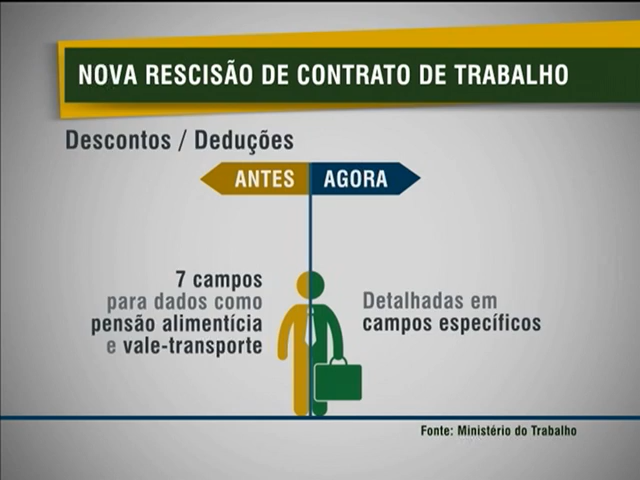 NOVA RESCISÃO DE CONTRATO DE TRABALHO
Descontos / Deduções
ANTES
AGORA
7 campos
para dados como
pensão alimentícia
e vale-transporte
Detalhadas em
campos específicos
Fonte: Ministério do Trabalho